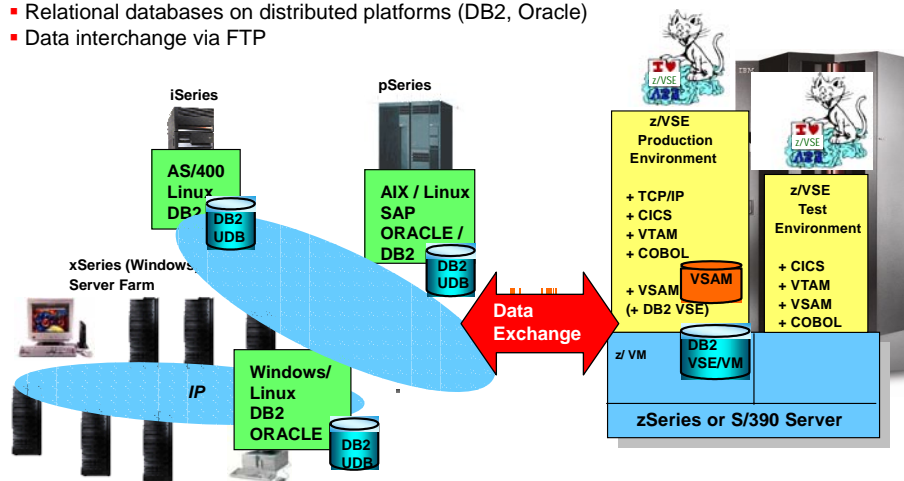 Relational databases on distributed platforms (DB2, Oracle)
Data interchange via FTP
iSeries
AS/400
Linux
DB2
DB2
UDB
pSeries
AIX / Linux
SAP
ORACLE /
DB2
DB2
UDB
xSeries (Windows)
Server Farm
IP
Windows/
Linux
DB2
ORACLE
DB2
UDB
Data
Exchange
I ♥
z/VSE
z/VSE
Production
Environment
+ TCP/IP
+ CICS
+ VTAM
+ COBOL
+ VSAM
(+ DB2 VSE)
VSAM
IBM
I ♥
z/VSE
z/VSE
Test
Environment
+ CICS
+ VTAM
+ VSAM
+ COBOL
z/ VM
DB2
VSE/VM
zSeries or S/390 Server